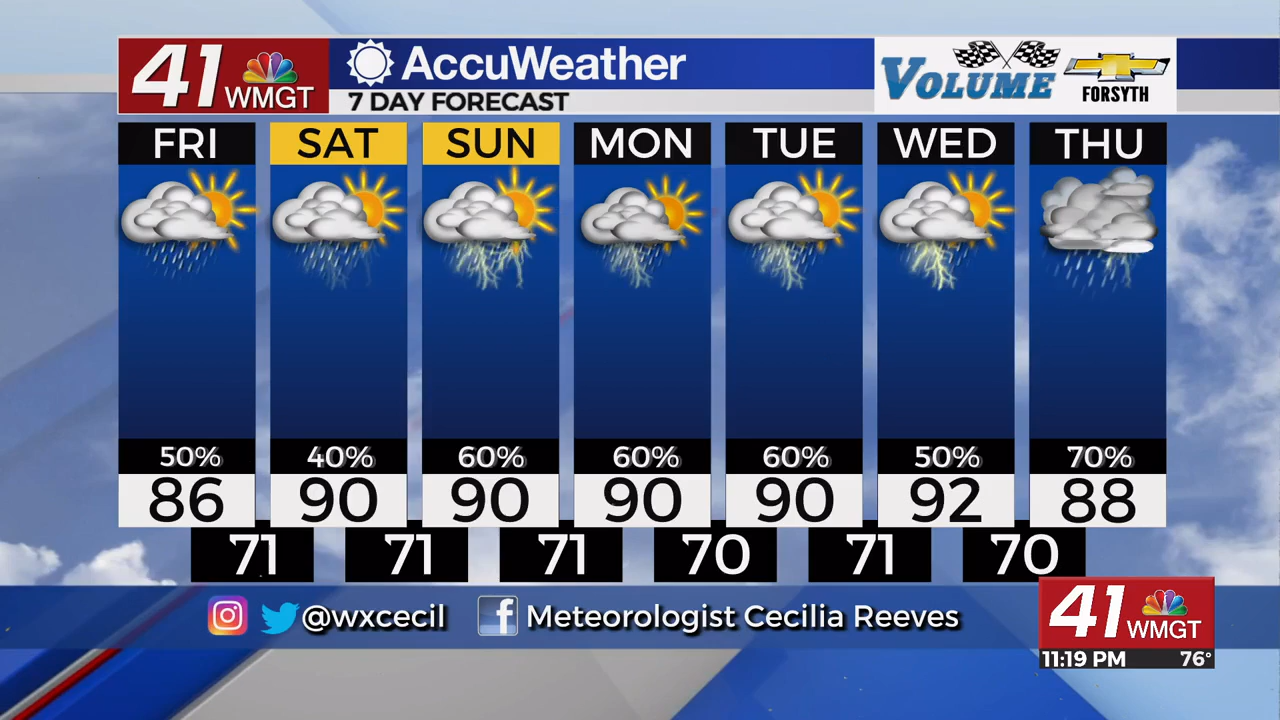 41 WMGT
AccuWeather
7 DAY FORECAST
VOLUME
FORSYTH
FRI SAT SUN MON TUE WED THU
50% 40% 60% 60% 60% 50% 70%
86 90 90 90 90 92 88
71 71 71 70 71 70
@wxcecil Meteorologist Cecilia Reeves
41 WMGT
11:19 PM 76°